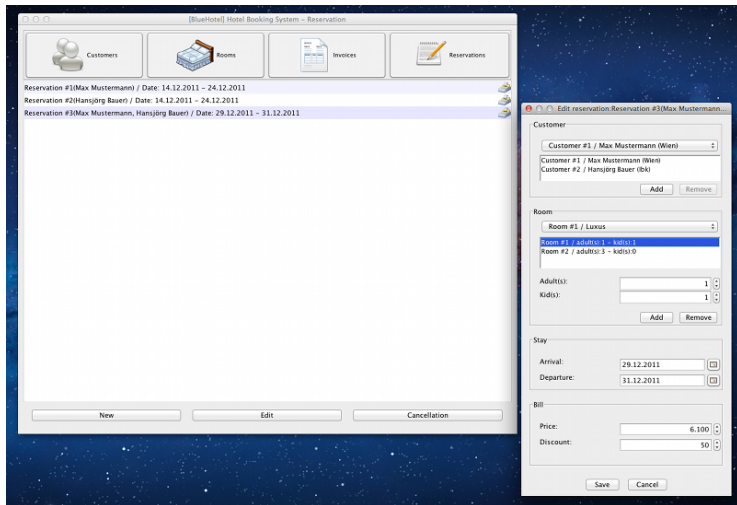 [BlueHotel] Hotel Booking System - Reservation
Customers
Rooms
Invoices
Reservations
Reservation #1(Max Mustermann) / Date: 14.12.2011 - 24.12.2011
Reservation #2(Hansjörg Bauer) / Date: 14.12.2011 - 24.12.2011
Reservation #3(Max Mustermann, Hansjörg Bauer) / Date: 29.12.2011 - 31.12.2011
New
Edit
Cancellation
Edit reservation:Reservation #3(Max Mustermann...
Customer
Customer #1 / Max Mustermann (Wien)
Customer #1 / Max Mustermann (Wien)
Customer #2 / Hansjörg Bauer (Ibk)
Add Remove
Room
Room #1 / Luxus
Room #1 / adult(s):1 - kid(s):1
Room #2 / adult(s):3 - kid(s):0
Adult(s): 1
Kid(s): 1
Add Remove
Stay
Arrival: 29.12.2011
Departure: 31.12.2011
Bill
Price: 6.100
Discount: 50
Save Cancel